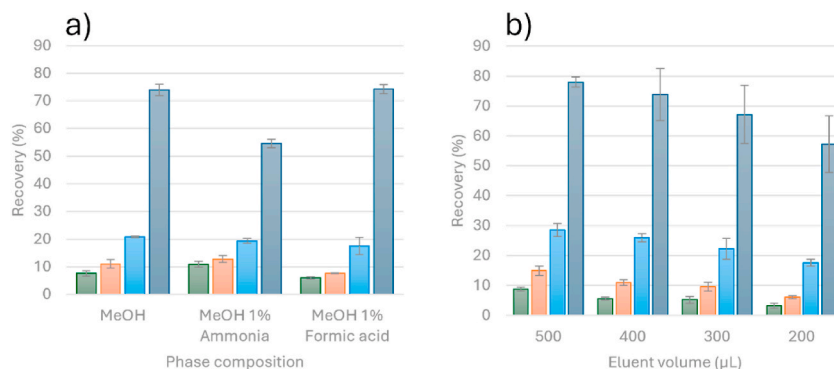 a)
90
80
70
60
50
40
30
20
10
0
Recovery (%)
MeOH
MeOH 1%
Ammonia
MeOH 1%
Formic acid
Phase composition
b)
90
80
70
60
50
40
30
20
10
0
Recovery (%)
500
400
300
200
Eluent volume (µL)